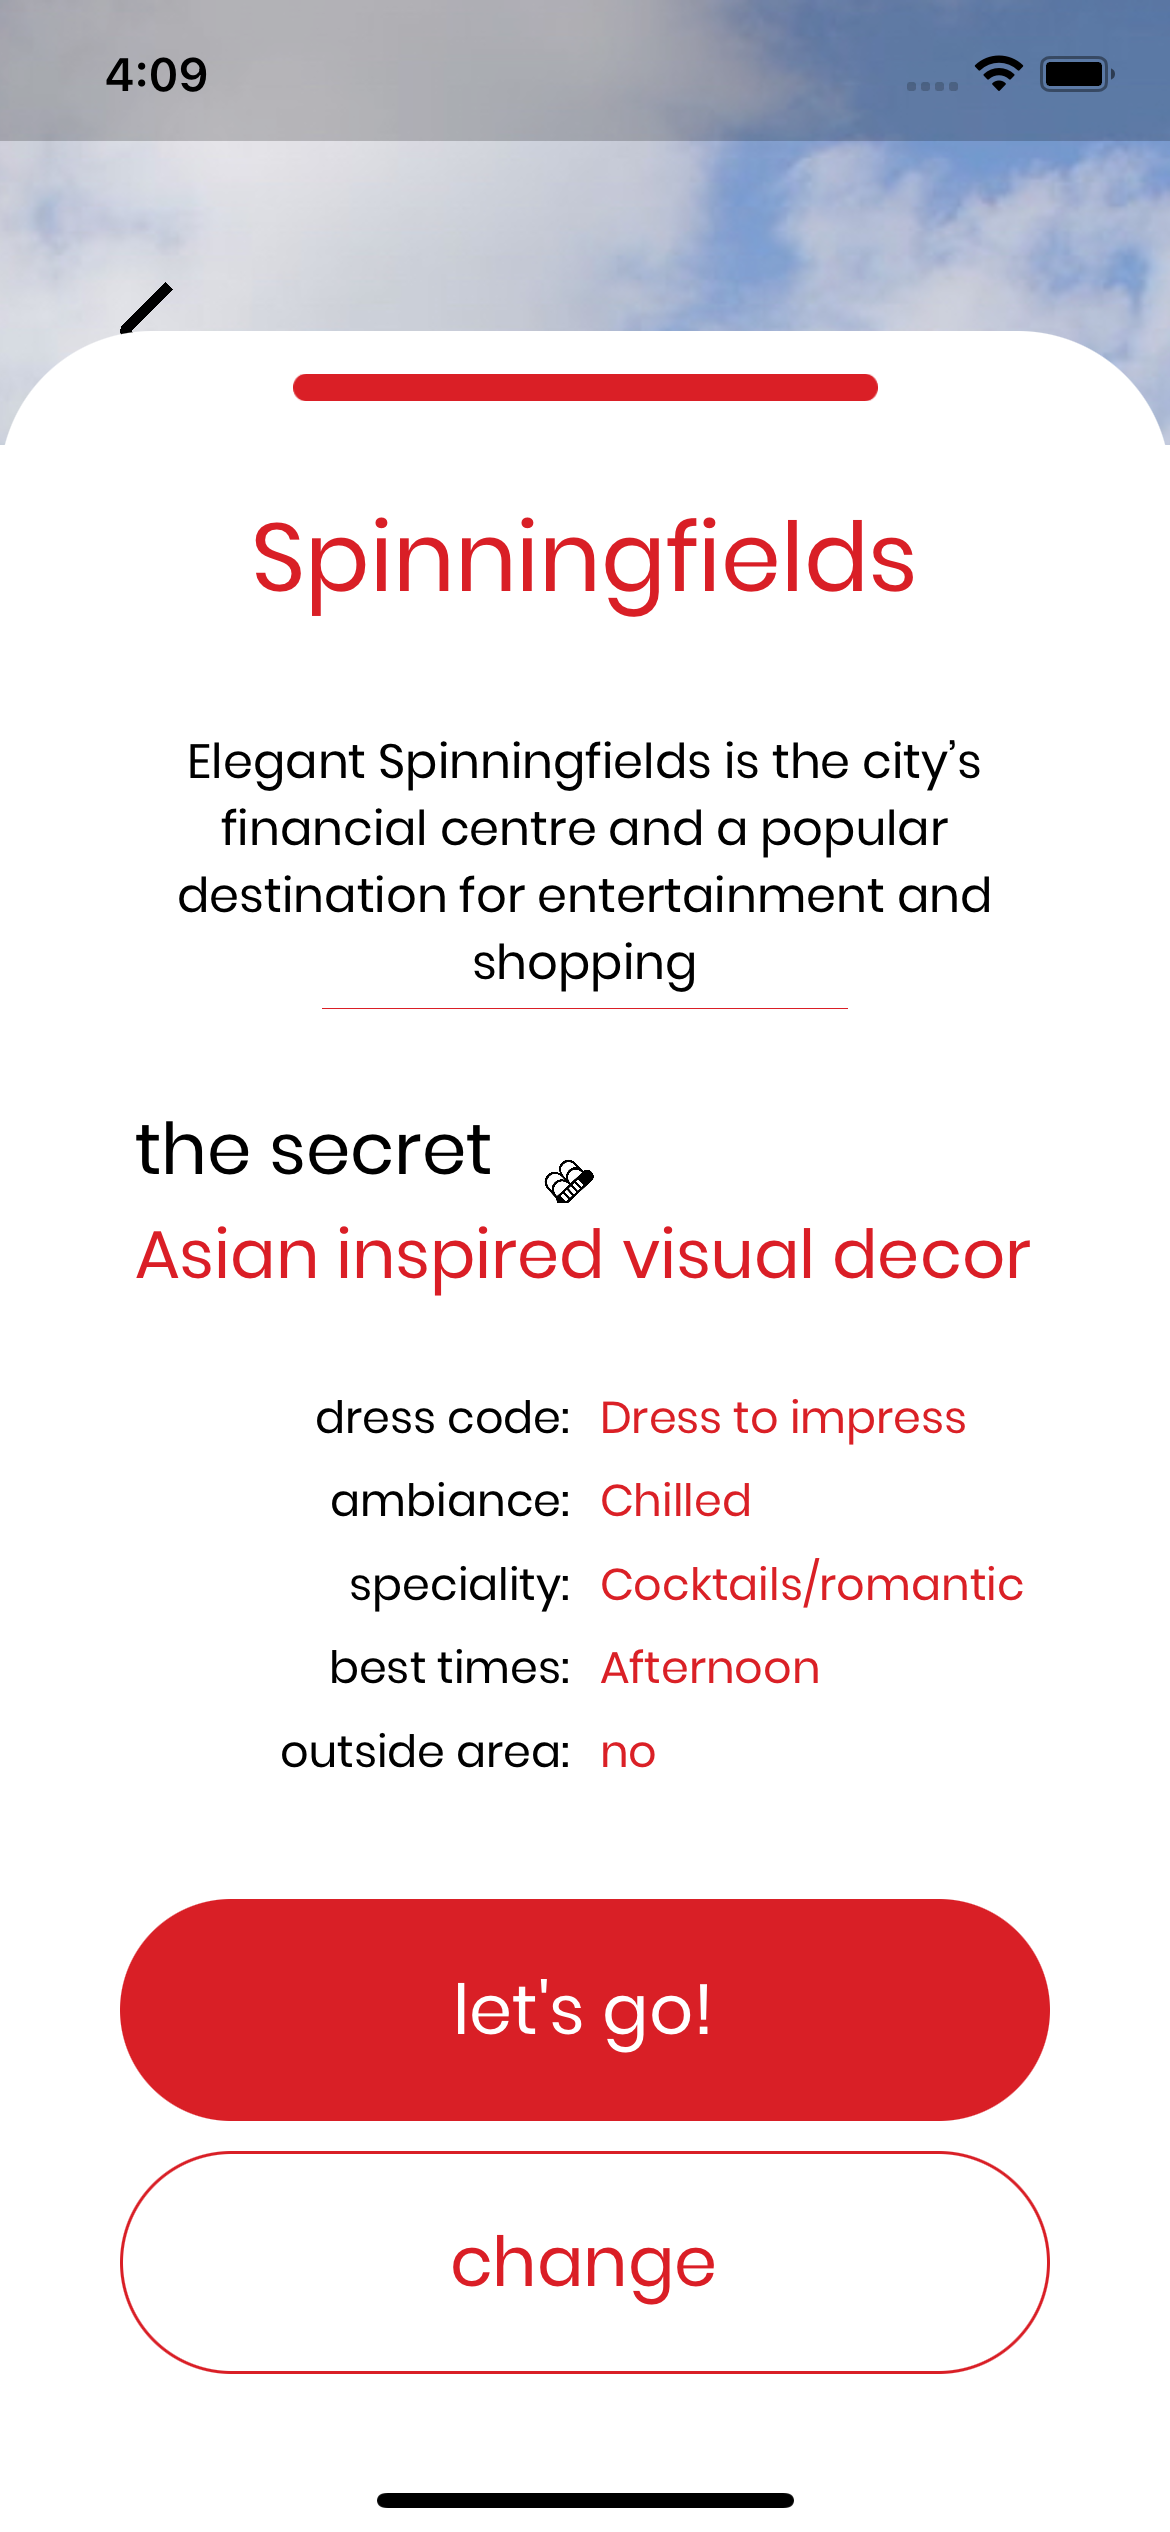 4:09
Spinningfields
Elegant Spinningfields is the city’s
financial centre and a popular
destination for entertainment and
shopping
the secret
Asian inspired visual decor
dress code: Dress to impress
ambiance: Chilled
speciality: Cocktails/romantic
best times: Afternoon
outside area: no
let's go!
change